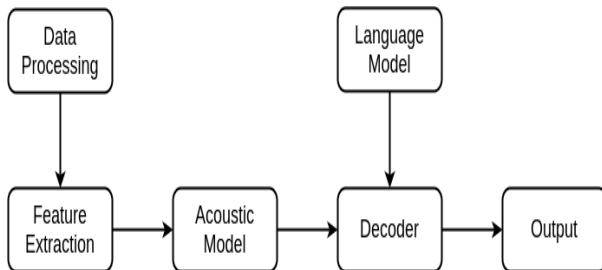 Data
Processing
Language
Model
Feature
Extraction
Acoustic
Model
Decoder
Output